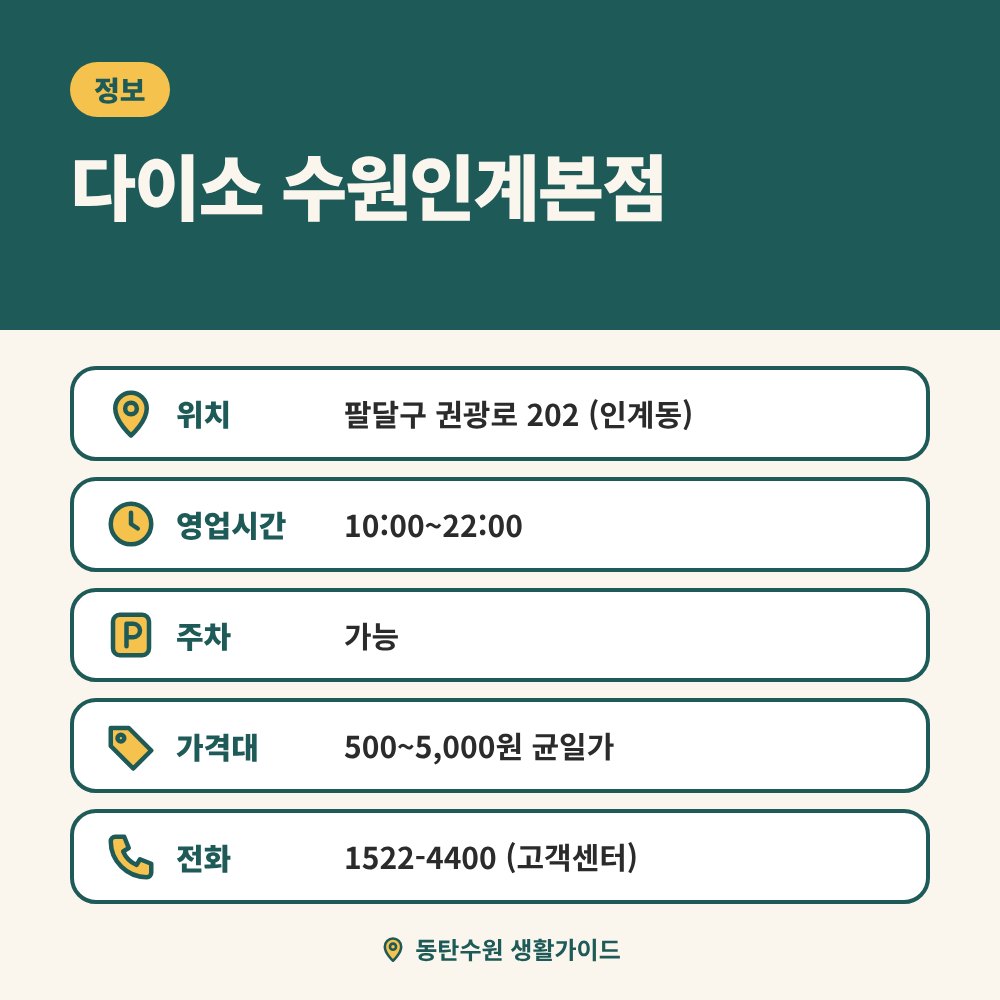 정보
다이소 수원인계본점
위치 팔달구 권광로 202 (인계동)
영업시간 10:00~22:00
P 주차 가능
가격대 500~5,000원 균일가
전화 1522-4400 (고객센터)
동탄수원 생활가이드